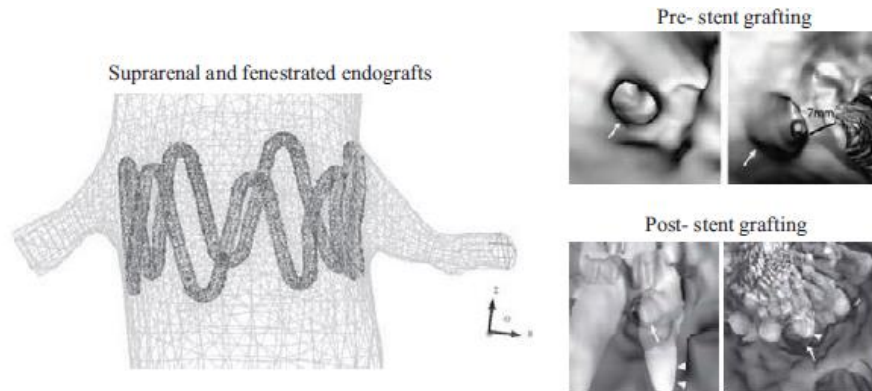 Pre- stent grafting
Suprarenal and fenestrated endografts
7mm
Post- stent grafting
z
x